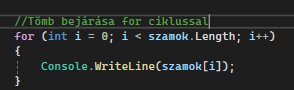 //Tömb bejárása for ciklussal
for (int i = 0; i < szamok.Length; i++)
{
    Console.WriteLine(szamok[i]);
}